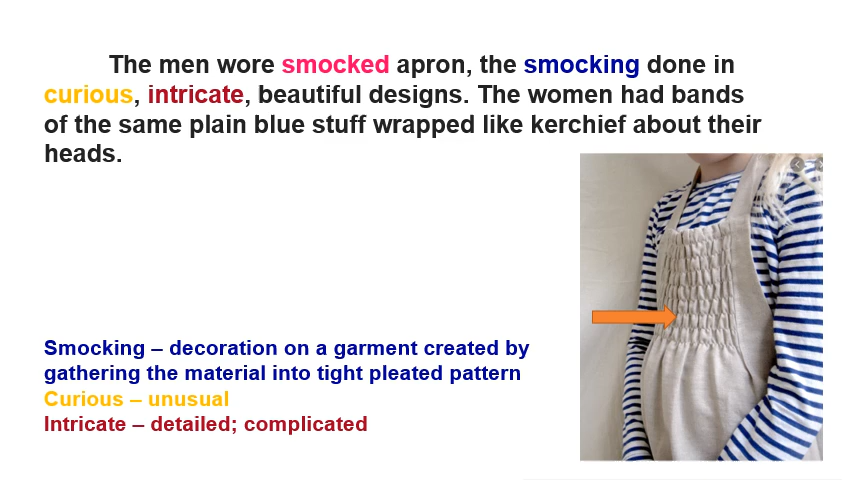 The men wore smocked apron, the smocking done in
curious, intricate, beautiful designs. The women had bands
of the same plain blue stuff wrapped like kerchief about their
heads.
Smocking – decoration on a garment created by
gathering the material into tight pleated pattern
Curious – unusual
Intricate – detailed; complicated